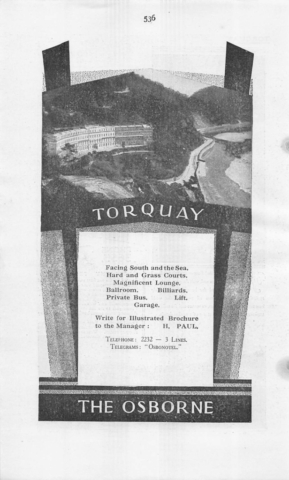 536
TORQUAY
Facing South and the Sea.
Hard and Grass Courts.
Magnificent Lounge.
Ballroom. Billiards.
Private Bus. Lift.
Garage.
Write for Illustrated Brochure
to the Manager : H. PAUL.
TELEPHONE: 2232 — 3 LINES.
TELEGRAMS: "OSBONOTEL."
THE OSBORNE